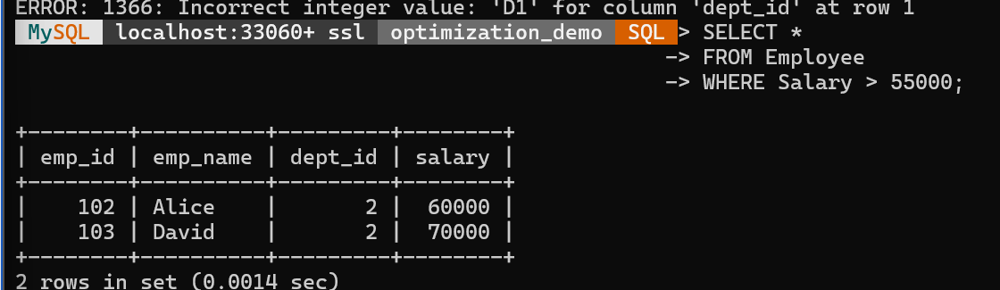 ERROR: 1366: Incorrect integer value: 'D1' for column 'dept_id' at row 1
MySQL localhost:33060+ ssl optimization_demo SQL > SELECT *
-> FROM Employee
-> WHERE Salary > 55000;
+--------+----------+---------+--------+
| emp_id | emp_name | dept_id | salary |
+--------+----------+---------+--------+
| 102 | Alice | 2 | 60000 |
| 103 | David | 2 | 70000 |
+--------+----------+---------+--------+
2 rows in set (0.0014 sec)